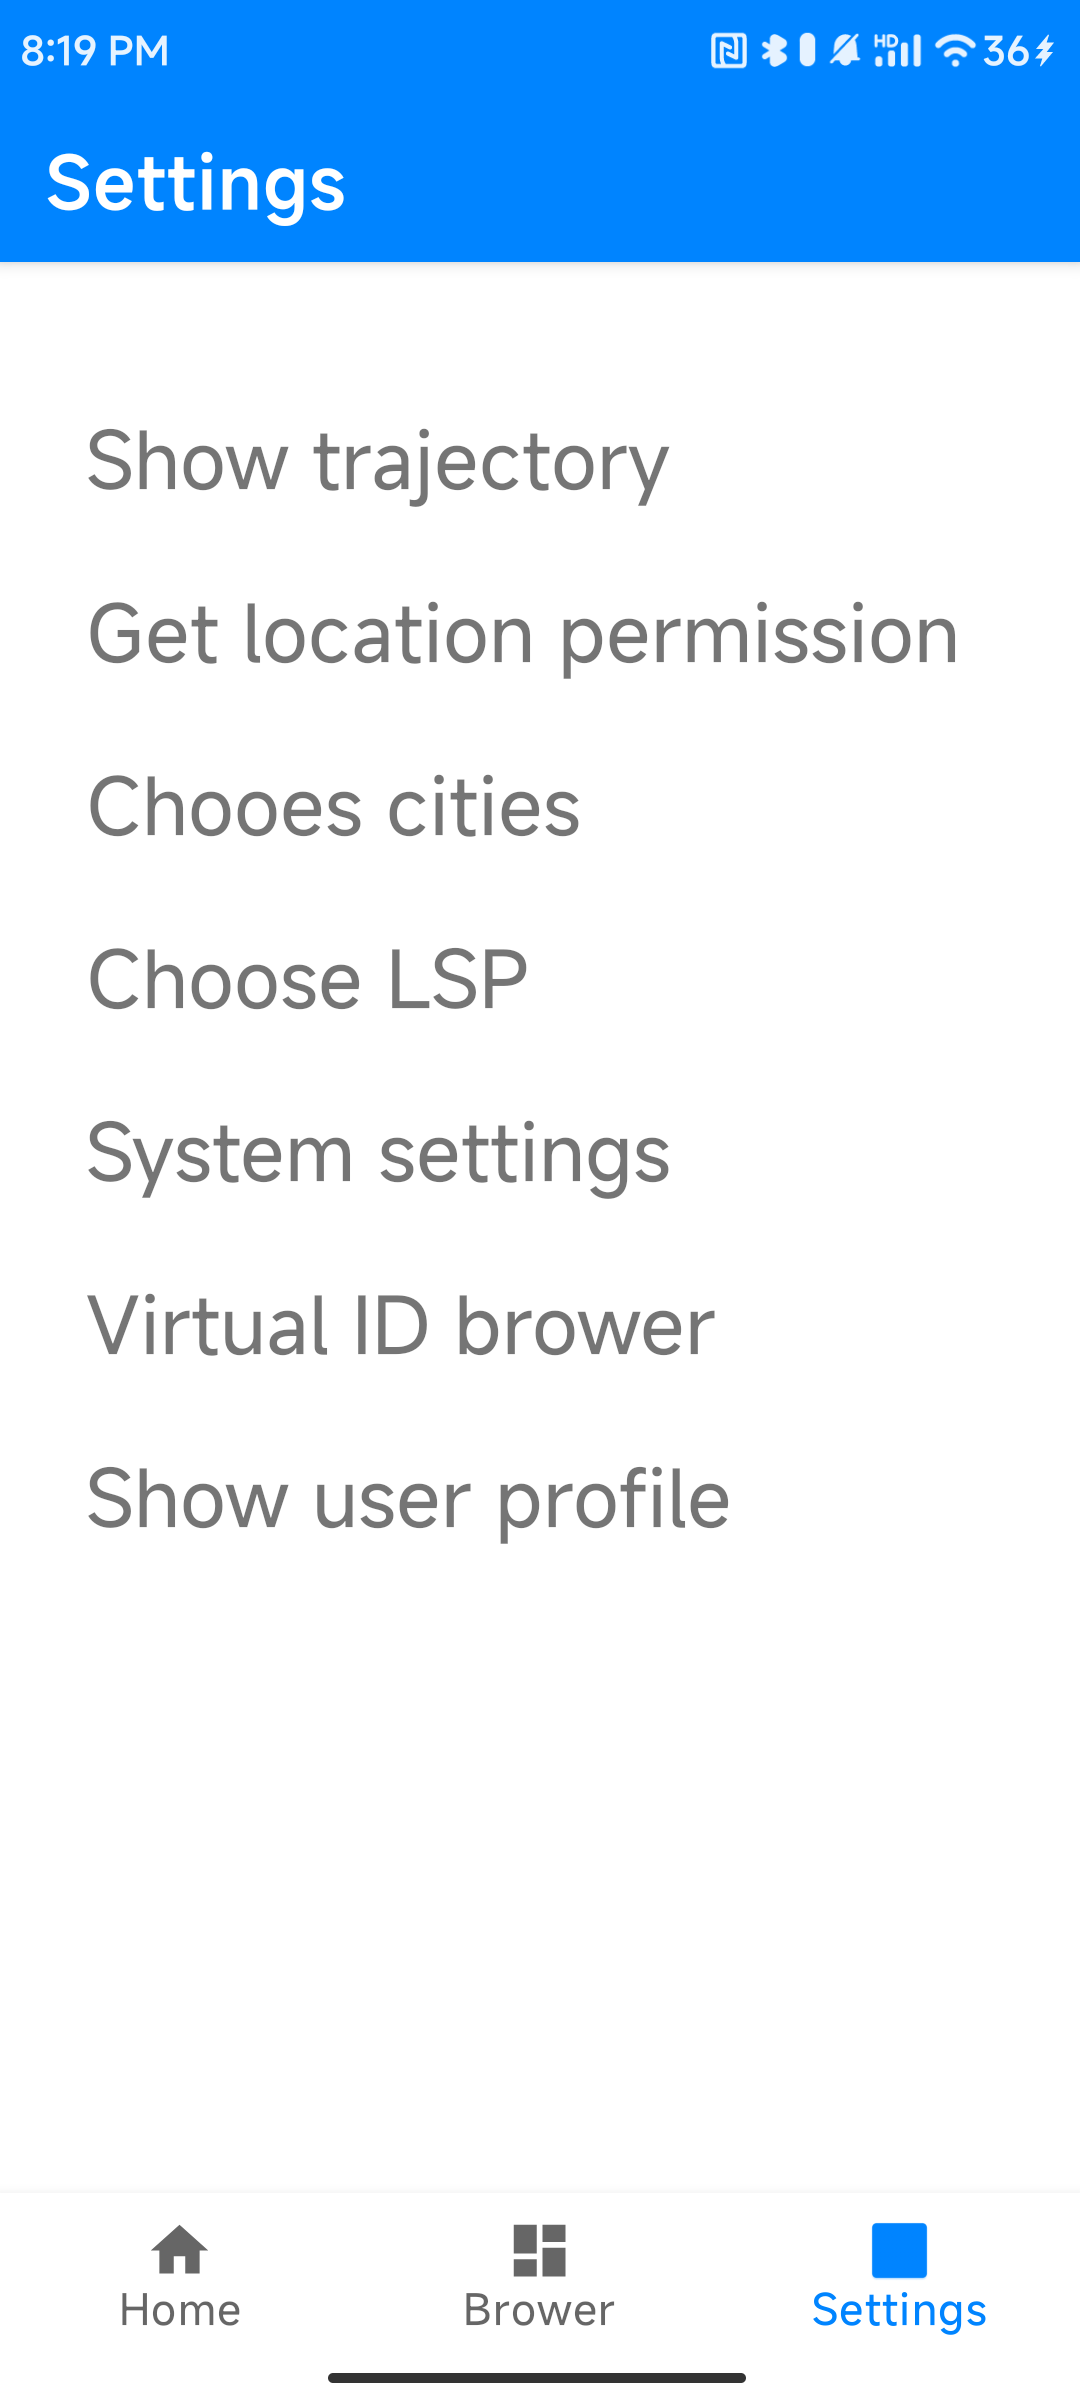 8:19 PM HD 36
Settings
Show trajectory
Get location permission
Chooes cities
Choose LSP
System settings
Virtual ID brower
Show user profile
Home Brower Settings